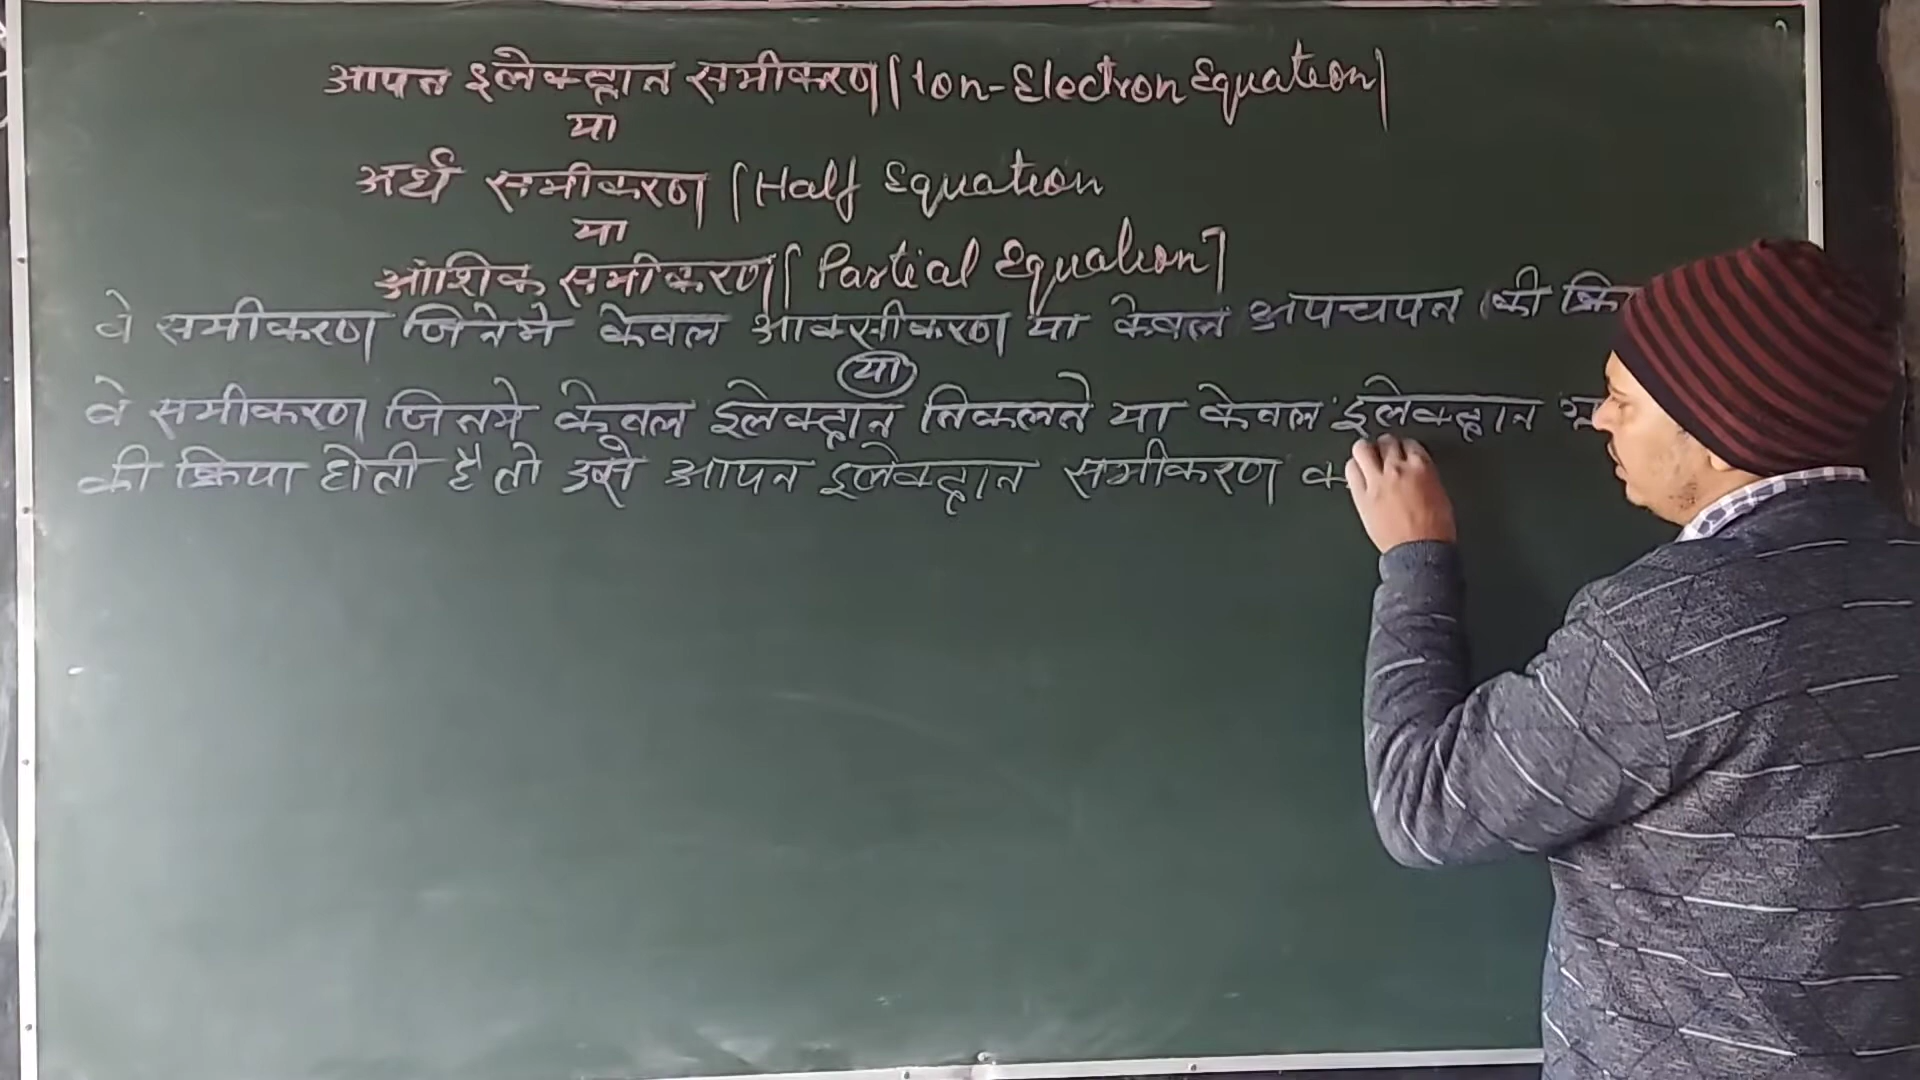 आयन इलेक्ट्रान समीकरण [Ion-Electron Equation]
या
अर्ध समीकरण [Half Equation
या
आंशिक समीकरण [Partial Equation]
वे समीकरण जिनमे केवल आक्सीकरण या केवल अपचयन की
या
वे समीकरण जिनमे केवल इलेक्ट्रान निकलते या केवल इलेक्ट्रान
की क्रिया होती है तो उसे आयन इलेक्ट्रान समीकरण